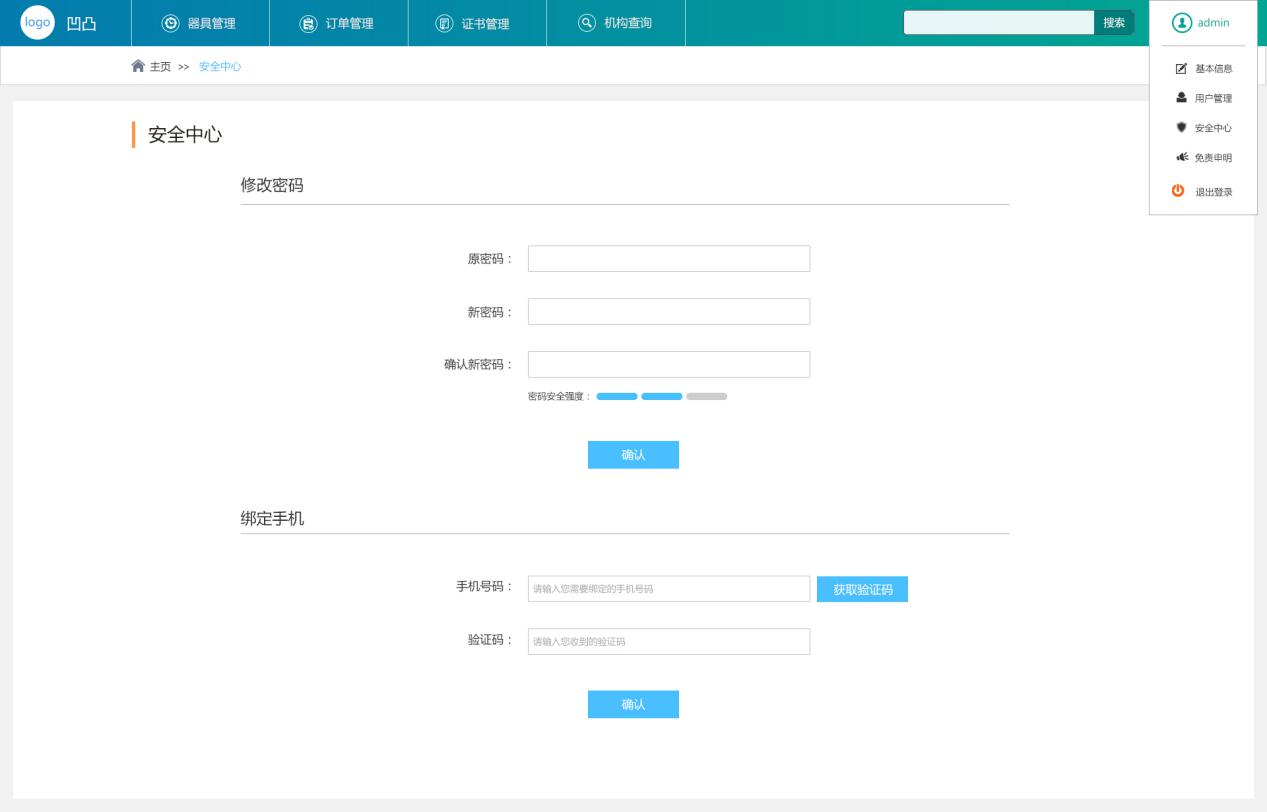 logo 凹凸 器具管理 订单管理 证书管理 机构查询 搜索 admin
主页 >> 安全中心
基本信息
用户管理
安全中心
免责申明
退出登录
安全中心
修改密码
原密码：
新密码：
确认新密码：
密码安全强度：
确认
绑定手机
手机号码： 请输入您需要绑定的手机号码 获取验证码
验证码： 请输入您收到的验证码
确认